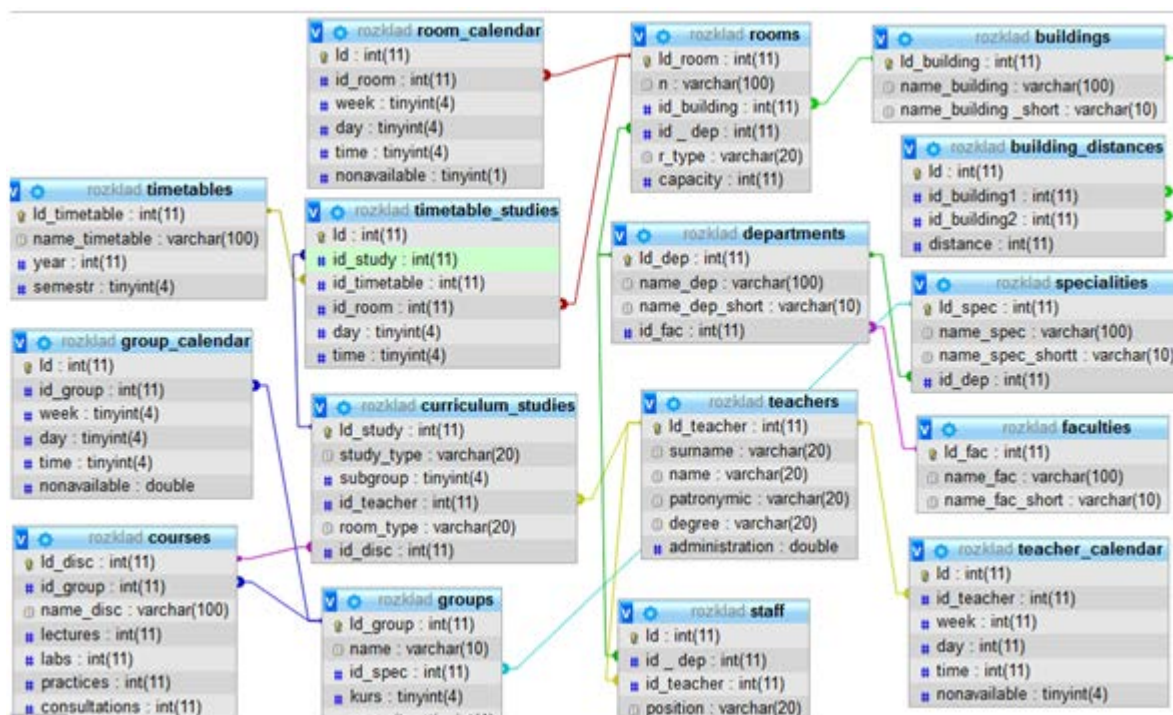 rozklad room_calendar
Id : int(11)
id_room : int(11)
week : tinyint(4)
day : tinyint(4)
time : tinyint(4)
nonavailable : tinyint(1)
rozklad rooms
Id_room : int(11)
n : varchar(100)
id_building : int(11)
id _ dep : int(11)
r_type : varchar(20)
capacity : int(11)
rozklad buildings
Id_building : int(11)
name_building : varchar(100)
name_building _short : varchar(10)
rozklad building_distances
Id : int(11)
id_building1 : int(11)
id_building2 : int(11)
distance : int(11)
rozklad timetables
Id_timetable : int(11)
name_timetable : varchar(100)
year : int(11)
semestr : tinyint(4)
rozklad timetable_studies
Id : int(11)
id_study : int(11)
id_timetable : int(11)
id_room : int(11)
day : tinyint(4)
time : tinyint(4)
rozklad departments
Id_dep : int(11)
name_dep : varchar(100)
name_dep_short : varchar(10)
id_fac : int(11)
rozklad specialities
Id_spec : int(11)
name_spec : varchar(100)
name_spec_shortt : varchar(10)
id_dep : int(11)
rozklad group_calendar
Id : int(11)
id_group : int(11)
week : tinyint(4)
day : tinyint(4)
time : tinyint(4)
nonavailable : double
rozklad curriculum_studies
Id_study : int(11)
study_type : varchar(20)
subgroup : tinyint(4)
id_teacher : int(11)
room_type : varchar(20)
id_disc : int(11)
rozklad teachers
Id_teacher : int(11)
surname : varchar(20)
name : varchar(20)
patronymic : varchar(20)
degree : varchar(20)
administration : double
rozklad faculties
Id_fac : int(11)
name_fac : varchar(100)
name_fac_short : varchar(10)
rozklad courses
Id_disc : int(11)
id_group : int(11)
name_disc : varchar(100)
lectures : int(11)
labs : int(11)
practices : int(11)
consultations : int(11)
rozklad groups
Id_group : int(11)
name : varchar(10)
id_spec : int(11)
kurs : tinyint(4)
rozklad staff
Id : int(11)
id _ dep : int(11)
id_teacher : int(11)
position : varchar(20)
rozklad teacher_calendar
Id : int(11)
id_teacher : int(11)
week : int(11)
day : int(11)
time : int(11)
nonavailable : tinyint(4)